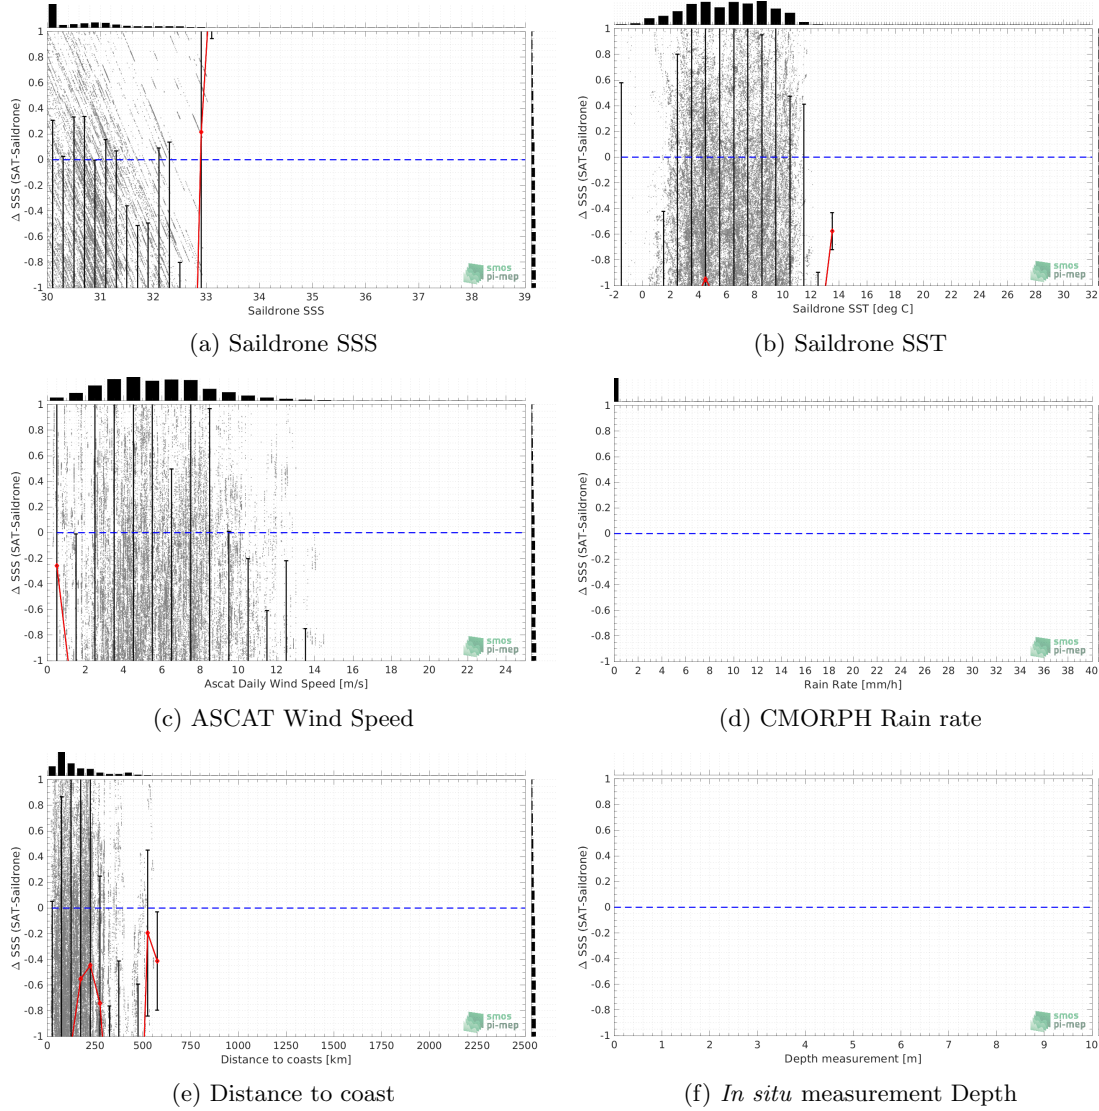 1
0.8
0.6
0.4
0.2
0
-0.2
-0.4
-0.6
-0.8
-1
Δ SSS (SAT-Saildrone)
30 31 32 33 34 35 36 37 38 39
Saildrone SSS
smos
pi-mep
(a) Saildrone SSS
1
0.8
0.6
0.4
0.2
0
-0.2
-0.4
-0.6
-0.8
-1
Δ SSS (SAT-Saildrone)
-2 0 2 4 6 8 10 12 14 16 18 20 22 24 26 28 30 32
Saildrone SST [deg C]
smos
pi-mep
(b) Saildrone SST
1
0.8
0.6
0.4
0.2
0
-0.2
-0.4
-0.6
-0.8
-1
Δ SSS (SAT-Saildrone)
0 2 4 6 8 10 12 14 16 18 20 22 24
Ascat Daily Wind Speed [m/s]
smos
pi-mep
(c) ASCAT Wind Speed
1
0.8
0.6
0.4
0.2
0
-0.2
-0.4
-0.6
-0.8
-1
Δ SSS (SAT-Saildrone)
0 2 4 6 8 10 12 14 16 18 20 22 24 26 28 30 32 34 36 38 40
Rain Rate [mm/h]
smos
pi-mep
(d) CMORPH Rain rate
1
0.8
0.6
0.4
0.2
0
-0.2
-0.4
-0.6
-0.8
-1
Δ SSS (SAT-Saildrone)
0 250 500 750 1000 1250 1500 1750 2000 2250 2500
Distance to coasts [km]
smos
pi-mep
(e) Distance to coast
1
0.8
0.6
0.4
0.2
0
-0.2
-0.4
-0.6
-0.8
-1
Δ SSS (SAT-Saildrone)
0 1 2 3 4 5 6 7 8 9 10
Depth measurement [m]
smos
pi-mep
(f) In situ measurement Depth